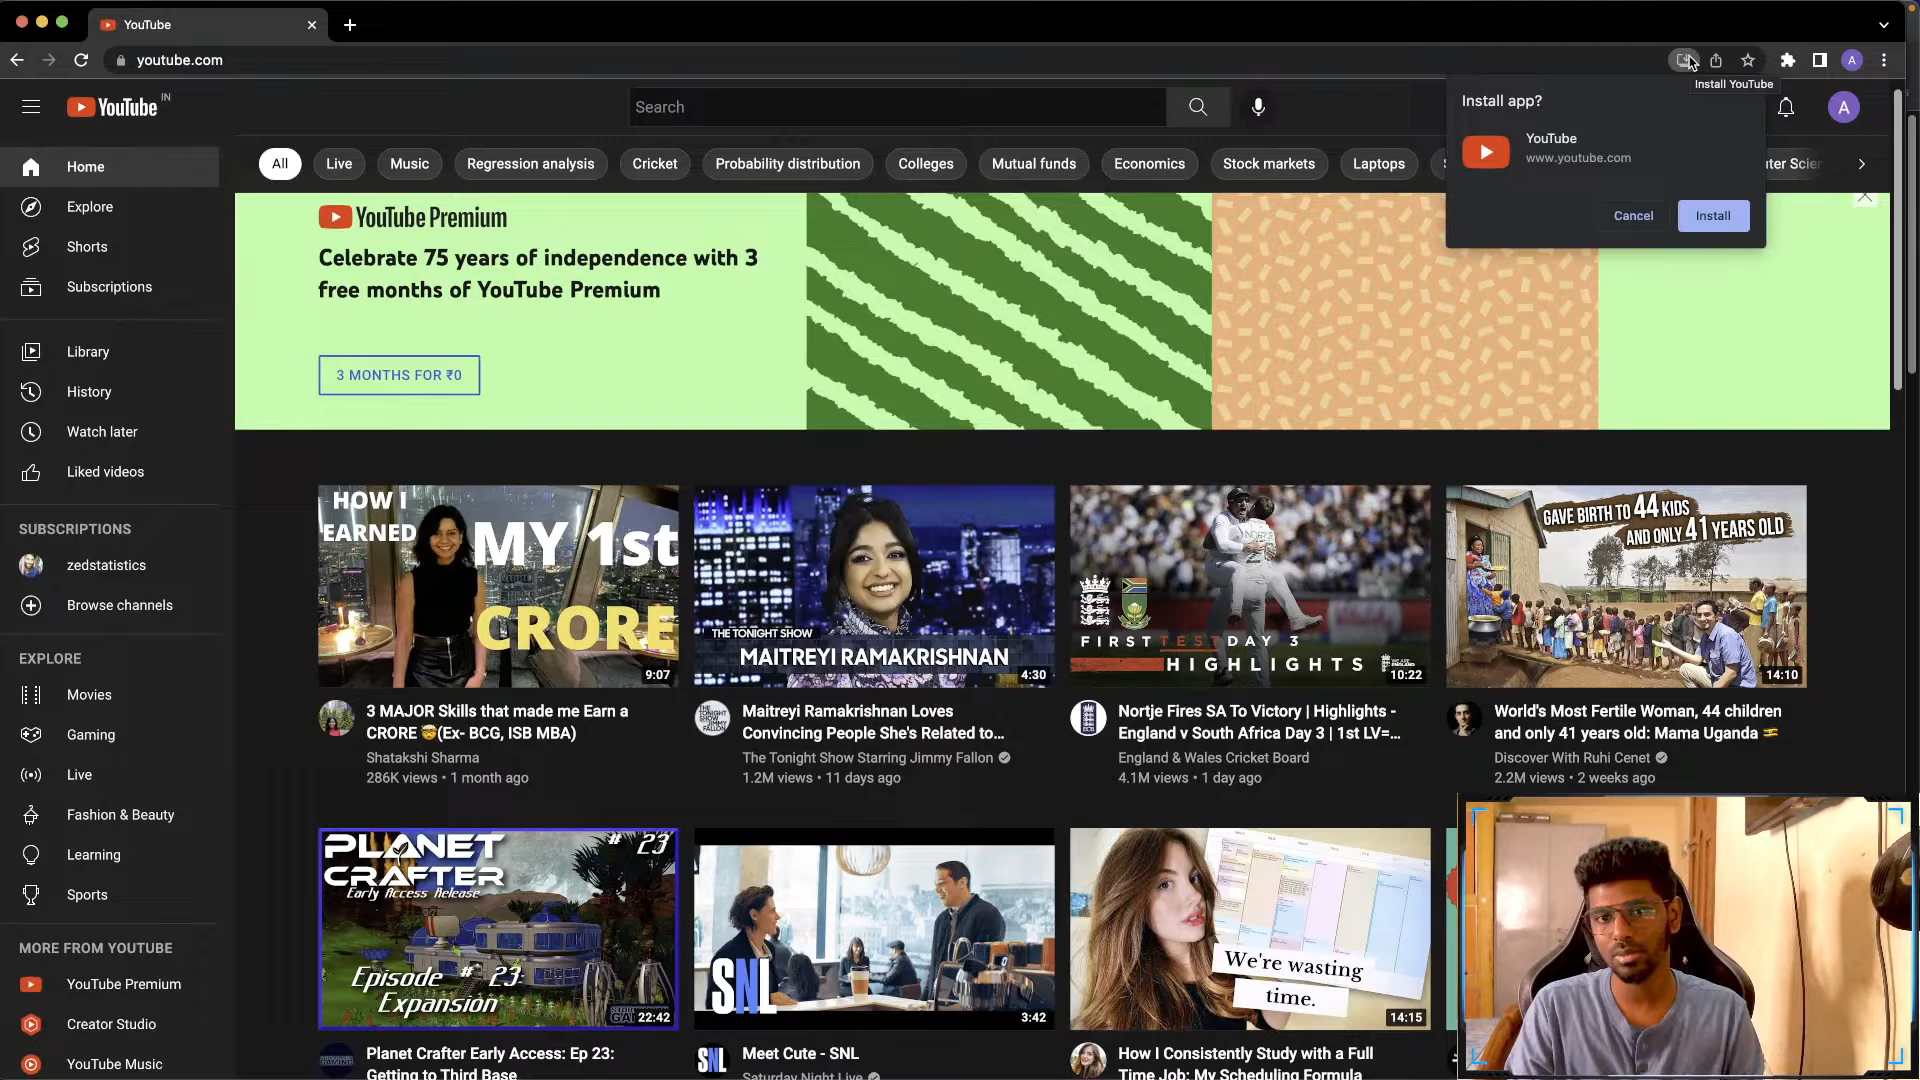 YouTube
youtube.com
Install YouTube
Install app?
YouTube
www.youtube.com
Cancel
Install
YouTube IN
Search
A
A
All
Live
Music
Regression analysis
Cricket
Probability distribution
Colleges
Mutual funds
Economics
Stock markets
Laptops
Home
Explore
Shorts
Subscriptions
Library
History
Watch later
Liked videos
SUBSCRIPTIONS
zedstatistics
Browse channels
EXPLORE
Movies
Gaming
Live
Fashion & Beauty
Learning
Sports
MORE FROM YOUTUBE
YouTube Premium
Creator Studio
YouTube Music
YouTube Premium
Celebrate 75 years of independence with 3
free months of YouTube Premium
3 MONTHS FOR ₹0
HOW I
EARNED
MY 1st
CRORE
9:07
3 MAJOR Skills that made me Earn a
CRORE 🤯(Ex- BCG, ISB MBA)
Shatakshi Sharma
286K views • 1 month ago
THE TONIGHT SHOW
MAITREYI RAMAKRISHNAN
4:30
Maitreyi Ramakrishnan Loves
Convincing People She's Related to...
The Tonight Show Starring Jimmy Fallon
1.2M views • 11 days ago
FIRST TEST DAY 3
HIGHLIGHTS
10:22
Nortje Fires SA To Victory | Highlights -
England v South Africa Day 3 | 1st LV=...
England & Wales Cricket Board
4.1M views • 1 day ago
GAVE BIRTH TO 44 KIDS
AND ONLY 41 YEARS OLD
14:10
World's Most Fertile Woman, 44 children
and only 41 years old: Mama Uganda 🇺🇬
Discover With Ruhi Cenet
2.2M views • 2 weeks ago
PLANET # 23
CRAFTER
Early Access Release
Episode # 23:
Expansion
22:42
Planet Crafter Early Access: Ep 23:
Getting to Third Base
SNL
3:42
SNL
Meet Cute - SNL
Saturday Night Live
We're wasting
time.
14:15
How I Consistently Study with a Full
Time Job: My Scheduling Formula